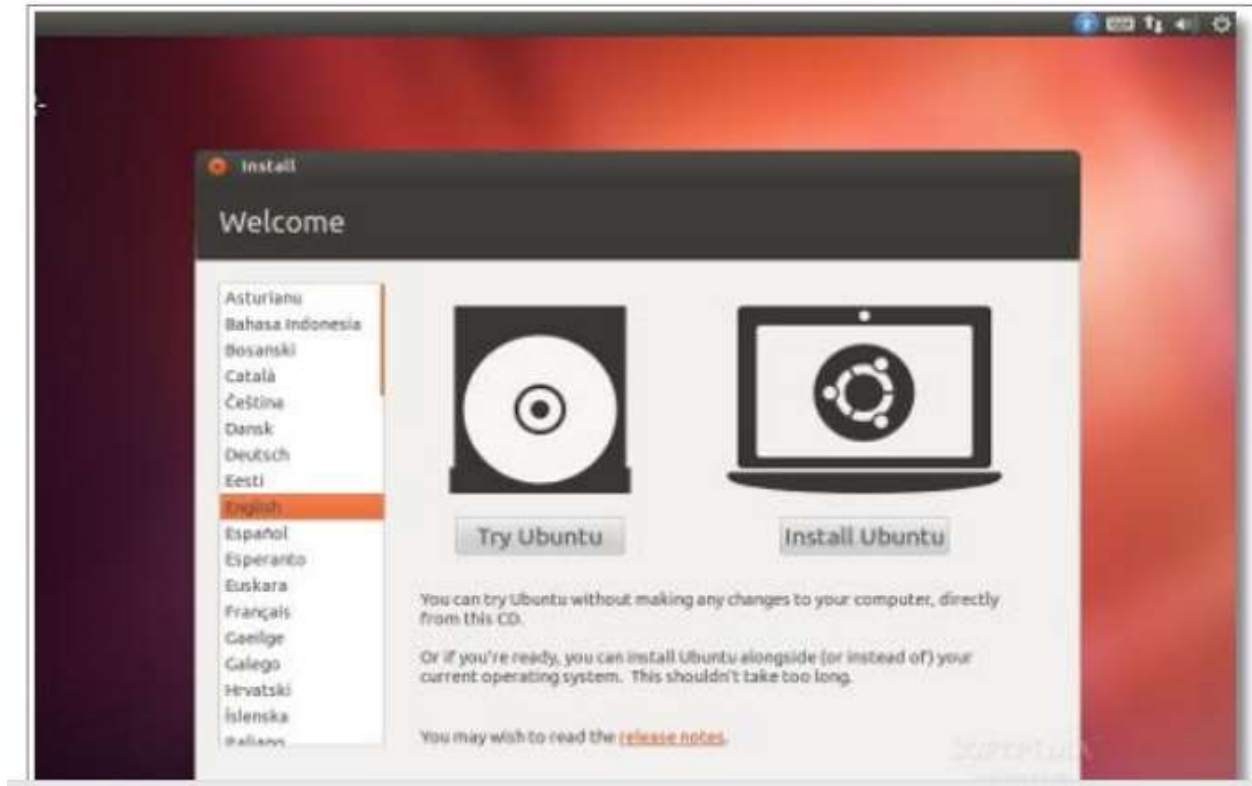 Install
Welcome
Asturianu
Bahasa Indonesia
Bosanski
Català
Čeština
Dansk
Deutsch
Eesti
English
Español
Esperanto
Euskara
Français
Gaeilge
Galego
Hrvatski
Íslenska
Italiano
Try Ubuntu
Install Ubuntu
You can try Ubuntu without making any changes to your computer, directly
from this CD.
Or if you're ready, you can install Ubuntu alongside (or instead of) your
current operating system. This shouldn't take too long.
You may wish to read the release notes.
SOFTPEDIA